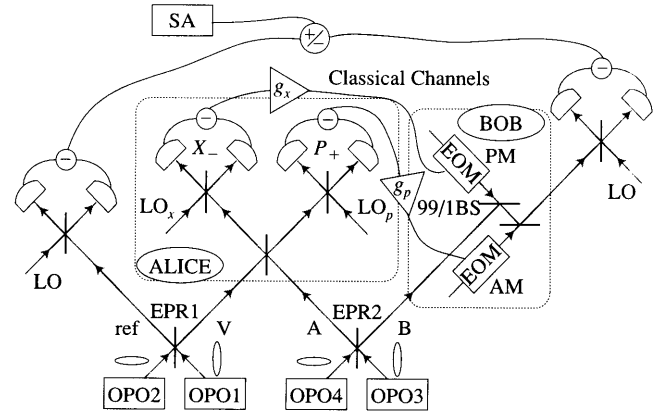 SA
+/−
−
g_x
Classical Channels
−
−
−
−
BOB
X_−
P_+
EOM
PM
g_p
99/1BS
LO_x
LO_p
LO
LO
ALICE
EOM
AM
ref
EPR1
V
A
EPR2
B
OPO2
OPO1
OPO4
OPO3